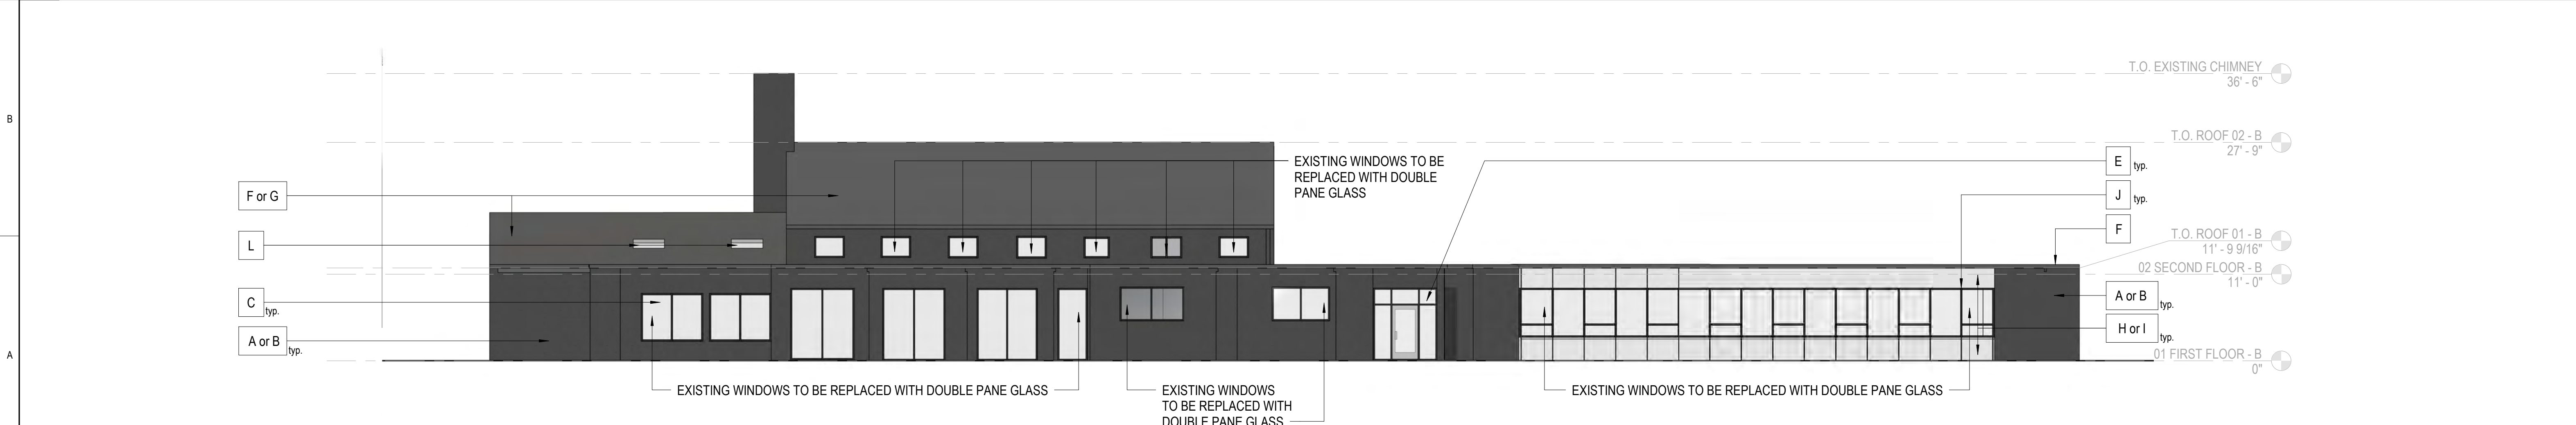 B
T.O. EXISTING CHIMNEY
36' - 6"
T.O. ROOF 02 - B
27' - 9"
EXISTING WINDOWS TO BE
REPLACED WITH DOUBLE
PANE GLASS
E typ.
F or G
J typ.
F
L
T.O. ROOF 01 - B
11' - 9 9/16"
02 SECOND FLOOR - B
11' - 0"
C typ.
A or B typ.
A or B typ.
H or I typ.
A
01 FIRST FLOOR - B
0"
EXISTING WINDOWS TO BE REPLACED WITH DOUBLE PANE GLASS
EXISTING WINDOWS
TO BE REPLACED WITH
DOUBLE PANE GLASS
EXISTING WINDOWS TO BE REPLACED WITH DOUBLE PANE GLASS